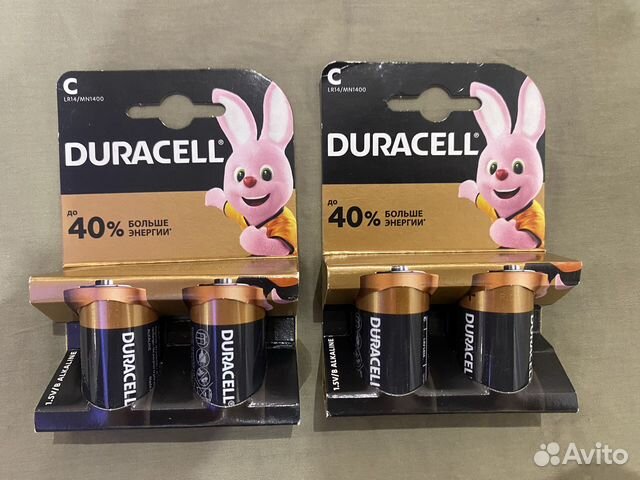 C
LR14/MN1400
DURACELL
до
40%
БОЛЬШЕ
ЭНЕРГИИ*
DURACELL
DURACELL
1.5V/B ALKALINE
C
LR14/MN1400
DURACELL
до
40%
БОЛЬШЕ
ЭНЕРГИИ*
DURACELL
C
1.5V/B ALKALINE
Avito